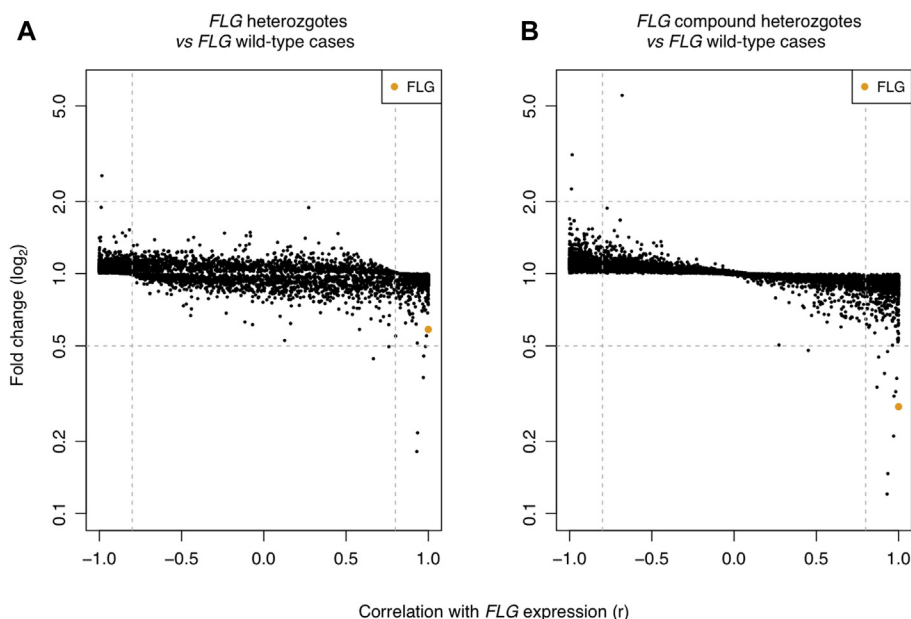 A
FLG heterozgotes
vs FLG wild-type cases
B
FLG compound heterozgotes
vs FLG wild-type cases
FLG
FLG
Fold change (log2)
5.0
2.0
1.0
0.5
0.2
0.1
5.0
2.0
1.0
0.5
0.2
0.1
−1.0 −0.5 0.0 0.5 1.0
−1.0 −0.5 0.0 0.5 1.0
Correlation with FLG expression (r)